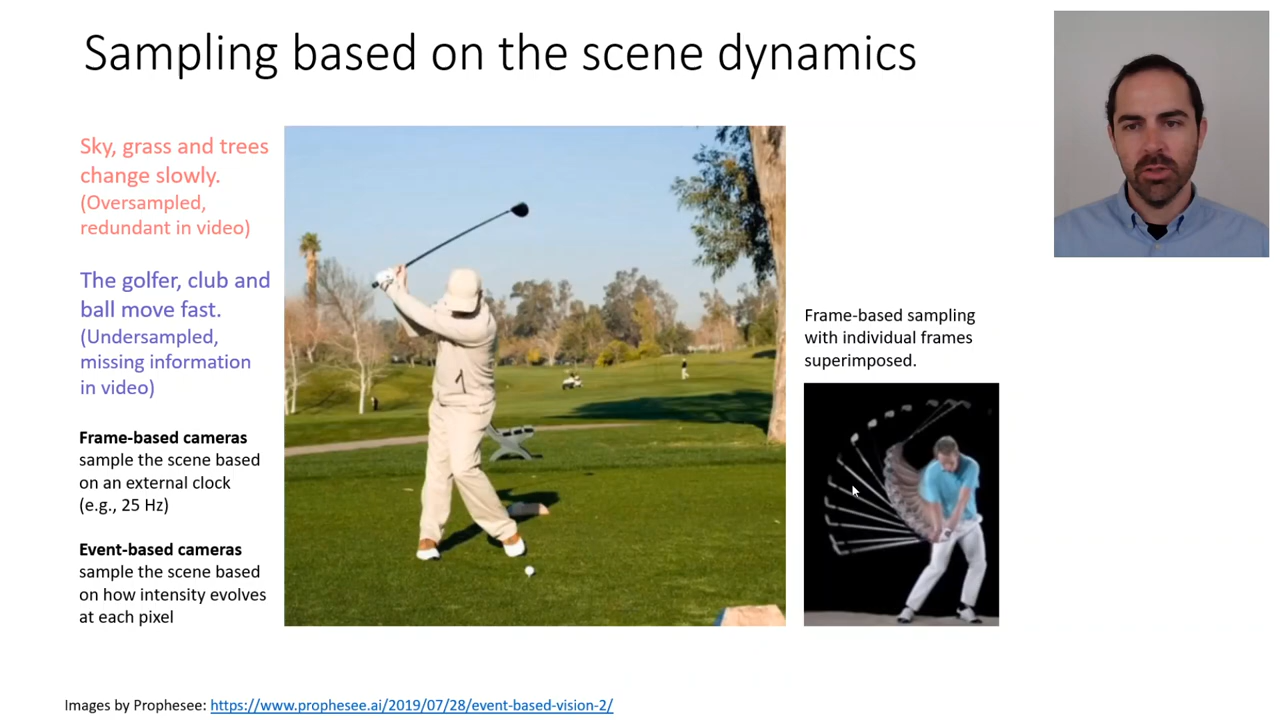 Sampling based on the scene dynamics
Sky, grass and trees
change slowly.
(Oversampled,
redundant in video)
The golfer, club and
ball move fast.
(Undersampled,
missing information
in video)
Frame-based cameras
sample the scene based
on an external clock
(e.g., 25 Hz)
Event-based cameras
sample the scene based
on how intensity evolves
at each pixel
Frame-based sampling
with individual frames
superimposed.
Images by Prophesee: https://www.prophesee.ai/2019/07/28/event-based-vision-2/